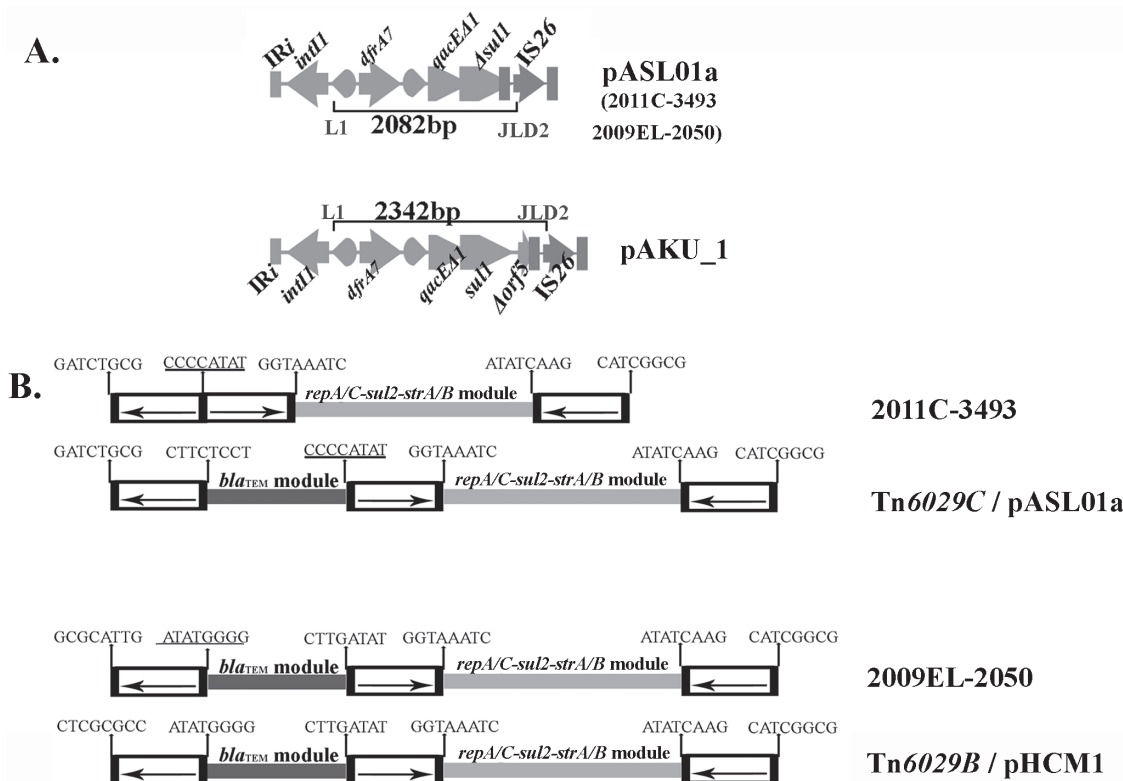 A.
IRi intI1 dfrA7 qacEΔ1 Δsul1 IS26
pASL01a
(2011C-3493
2009EL-2050)
L1 2082bp JLD2
L1 2342bp JLD2
pAKU_1
IRi intI1 dfrA7 qacEΔ1 sul1 Δorf5 IS26
B.
GATCTGCG CCCCATAT GGTAAATC ATATCAAG CATCGGCG
repA/C-sul2-strA/B module
2011C-3493
GATCTGCG CTTCTCCT CCCCATAT GGTAAATC ATATCAAG CATCGGCG
blaTEM module repA/C-sul2-strA/B module
Tn6029C / pASL01a
GCGCATTG ATATGGGG CTTGATAT GGTAAATC ATATCAAG CATCGGCG
blaTEM module repA/C-sul2-strA/B module
2009EL-2050
CTCGCGCC ATATGGGG CTTGATAT GGTAAATC ATATCAAG CATCGGCG
blaTEM module repA/C-sul2-strA/B module
Tn6029B / pHCM1